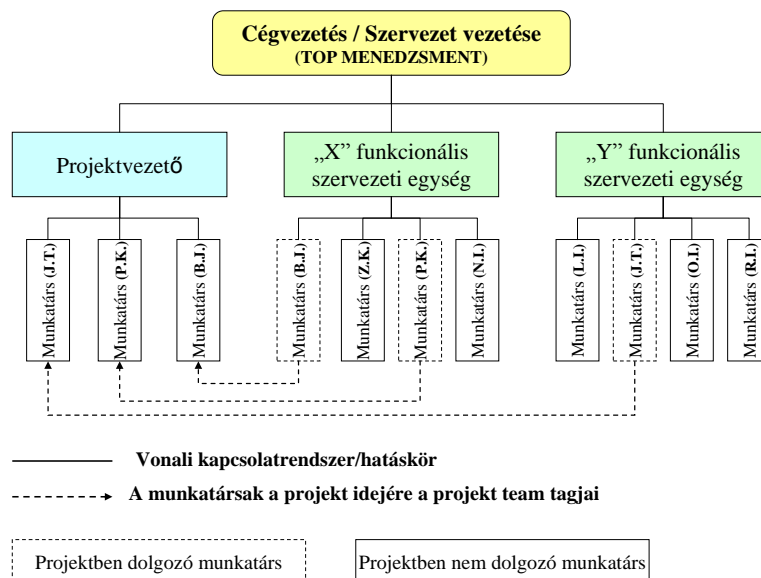 Cégvezetés / Szervezet vezetése
(TOP MENEDZSMENT)
Projektvezető
„X” funkcionális
szervezeti egység
„Y” funkcionális
szervezeti egység
Munkatárs (J.T.)
Munkatárs (P.K.)
Munkatárs (B.J.)
Munkatárs (B.J.)
Munkatárs (Z.K.)
Munkatárs (P.K.)
Munkatárs (N.I.)
Munkatárs (L.I.)
Munkatárs (J.T.)
Munkatárs (O.I.)
Munkatárs (R.I.)
Vonali kapcsolatrendszer/hatáskör
A munkatársak a projekt idejére a projekt team tagjai
Projektben dolgozó munkatárs
Projektben nem dolgozó munkatárs